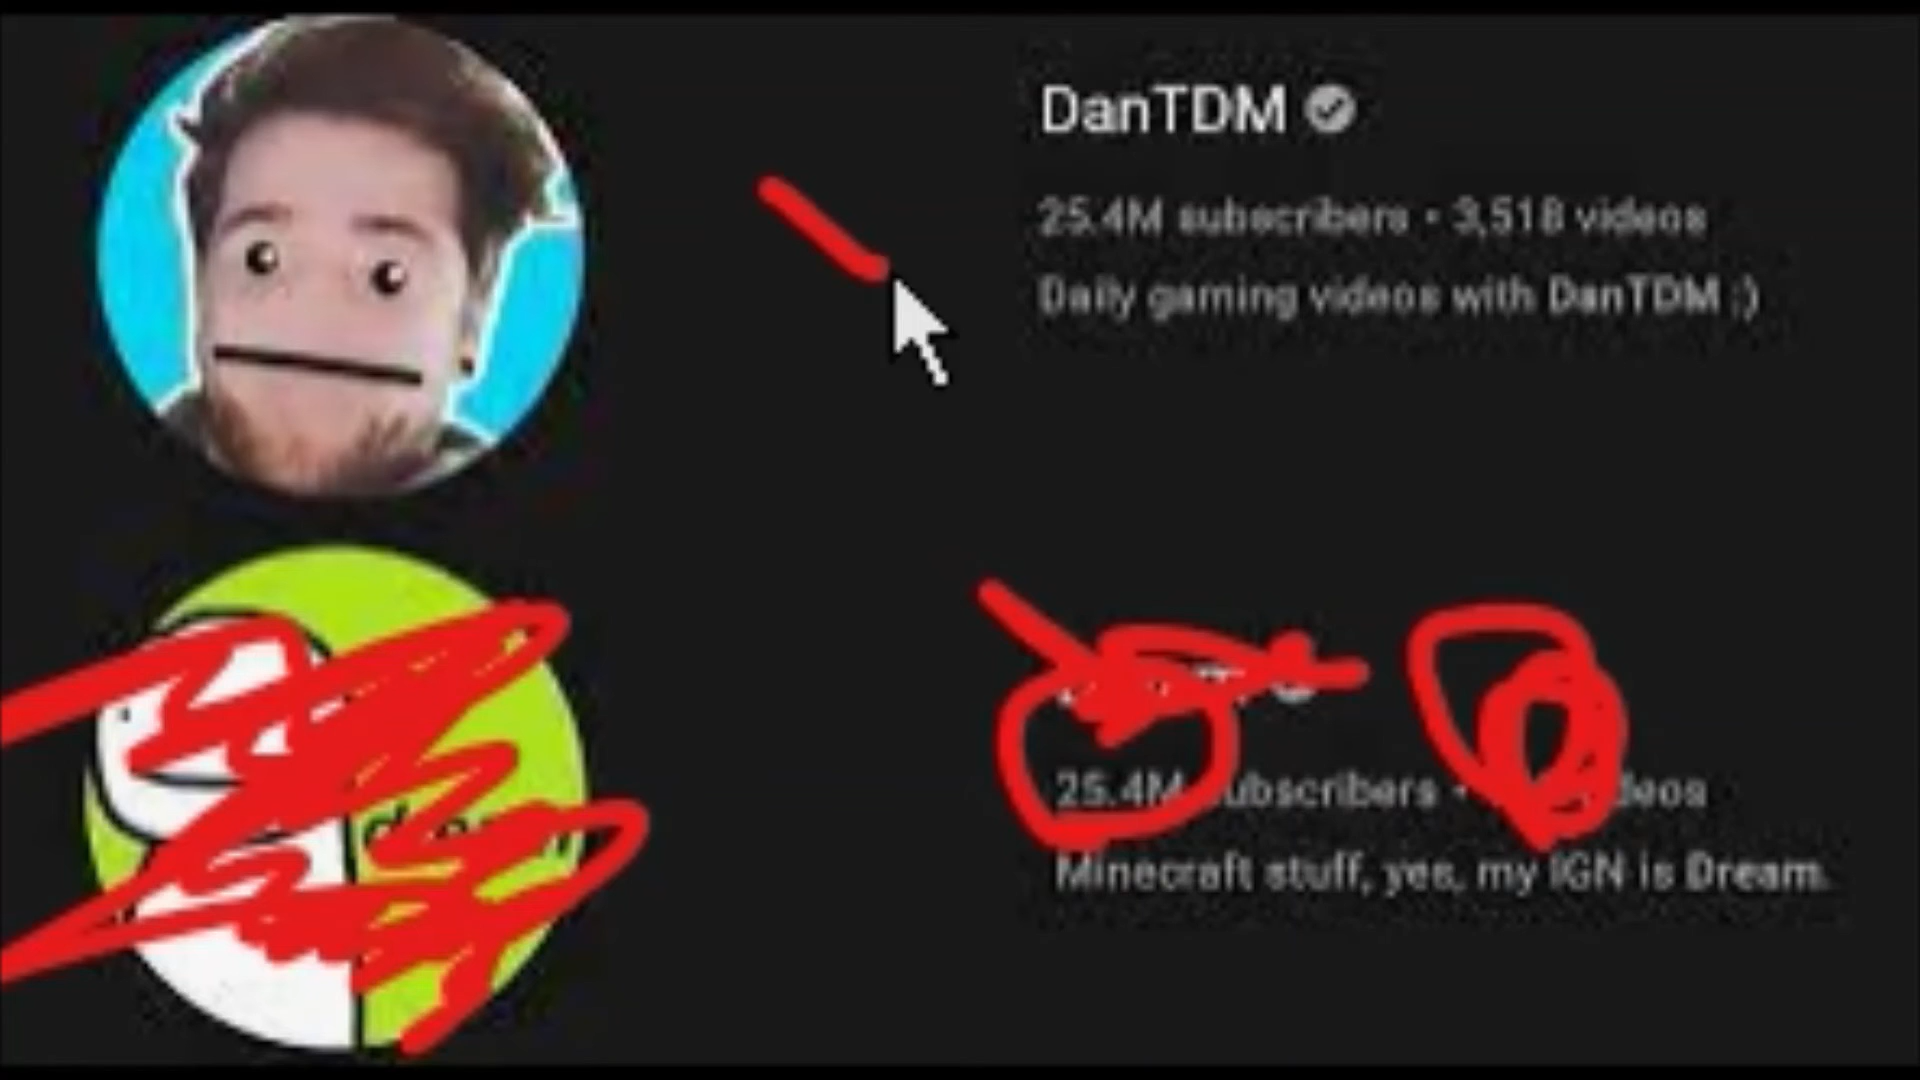 DanTDM
25.4M subscribers • 3,518 videos
Daily gaming videos with DanTDM ;)
25.4M subscribers •
Minecraft stuff, yes, my IGN is Dream.